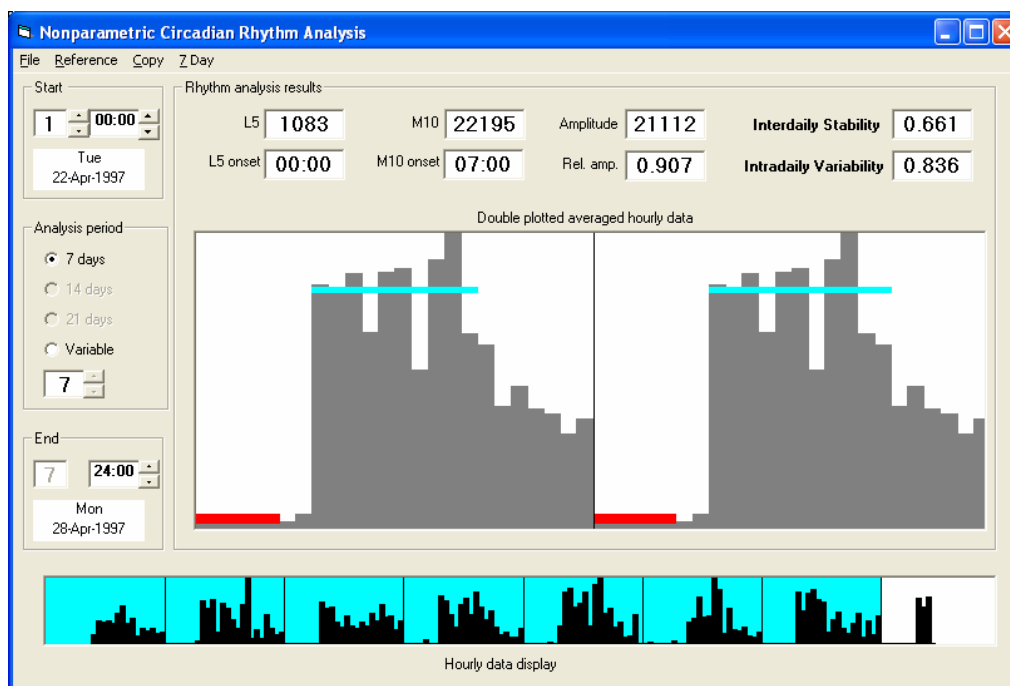 Nonparametric Circadian Rhythm Analysis
File Reference Copy 7 Day
Start
1 00:00
Tue
22-Apr-1997
Analysis period
7 days
14 days
21 days
Variable
7
End
7 24:00
Mon
28-Apr-1997
Rhythm analysis results
L5 1083 M10 22195 Amplitude 21112 Interdaily Stability 0.661
L5 onset 00:00 M10 onset 07:00 Rel. amp. 0.907 Intradaily Variability 0.836
Double plotted averaged hourly data
Hourly data display